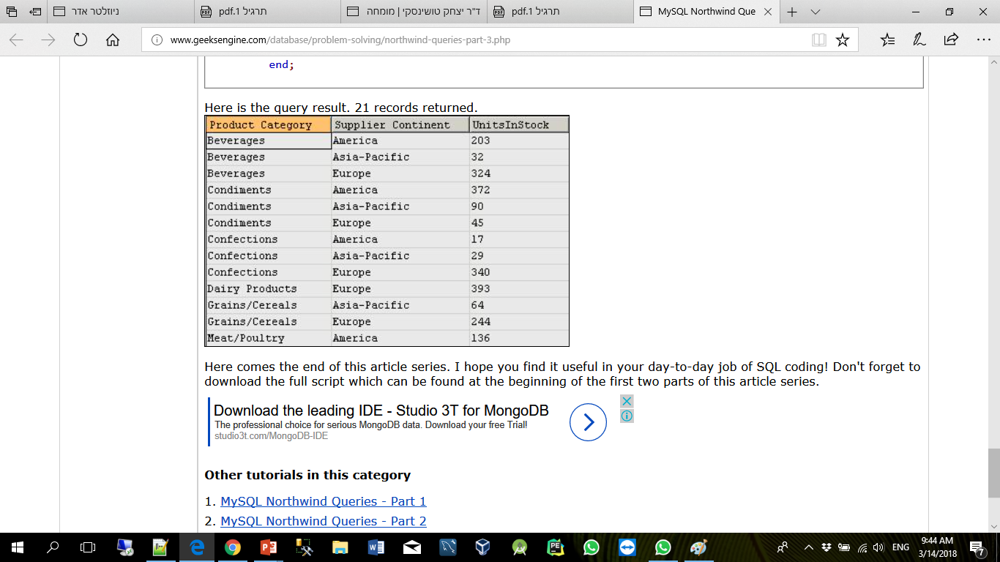 ניוזלטר אדר
תרגיל 1.pdf
ד"ר יצחק טושינסקי | מומחה
תרגיל 1.pdf
MySQL Northwind Que
www.geeksengine.com/database/problem-solving/northwind-queries-part-3.php
end;
Here is the query result. 21 records returned.
Product Category Supplier Continent UnitsInStock
Beverages America 203
Beverages Asia-Pacific 32
Beverages Europe 324
Condiments America 372
Condiments Asia-Pacific 90
Condiments Europe 45
Confections America 17
Confections Asia-Pacific 29
Confections Europe 340
Dairy Products Europe 393
Grains/Cereals Asia-Pacific 64
Grains/Cereals Europe 244
Meat/Poultry America 136
Here comes the end of this article series. I hope you find it useful in your day-to-day job of SQL coding! Don't forget to
download the full script which can be found at the beginning of the first two parts of this article series.
Download the leading IDE - Studio 3T for MongoDB
The professional choice for serious MongoDB data. Download your free Trial!
studio3t.com/MongoDB-IDE
Other tutorials in this category
1. MySQL Northwind Queries - Part 1
2. MySQL Northwind Queries - Part 2
ENG
9:44 AM
3/14/2018
7